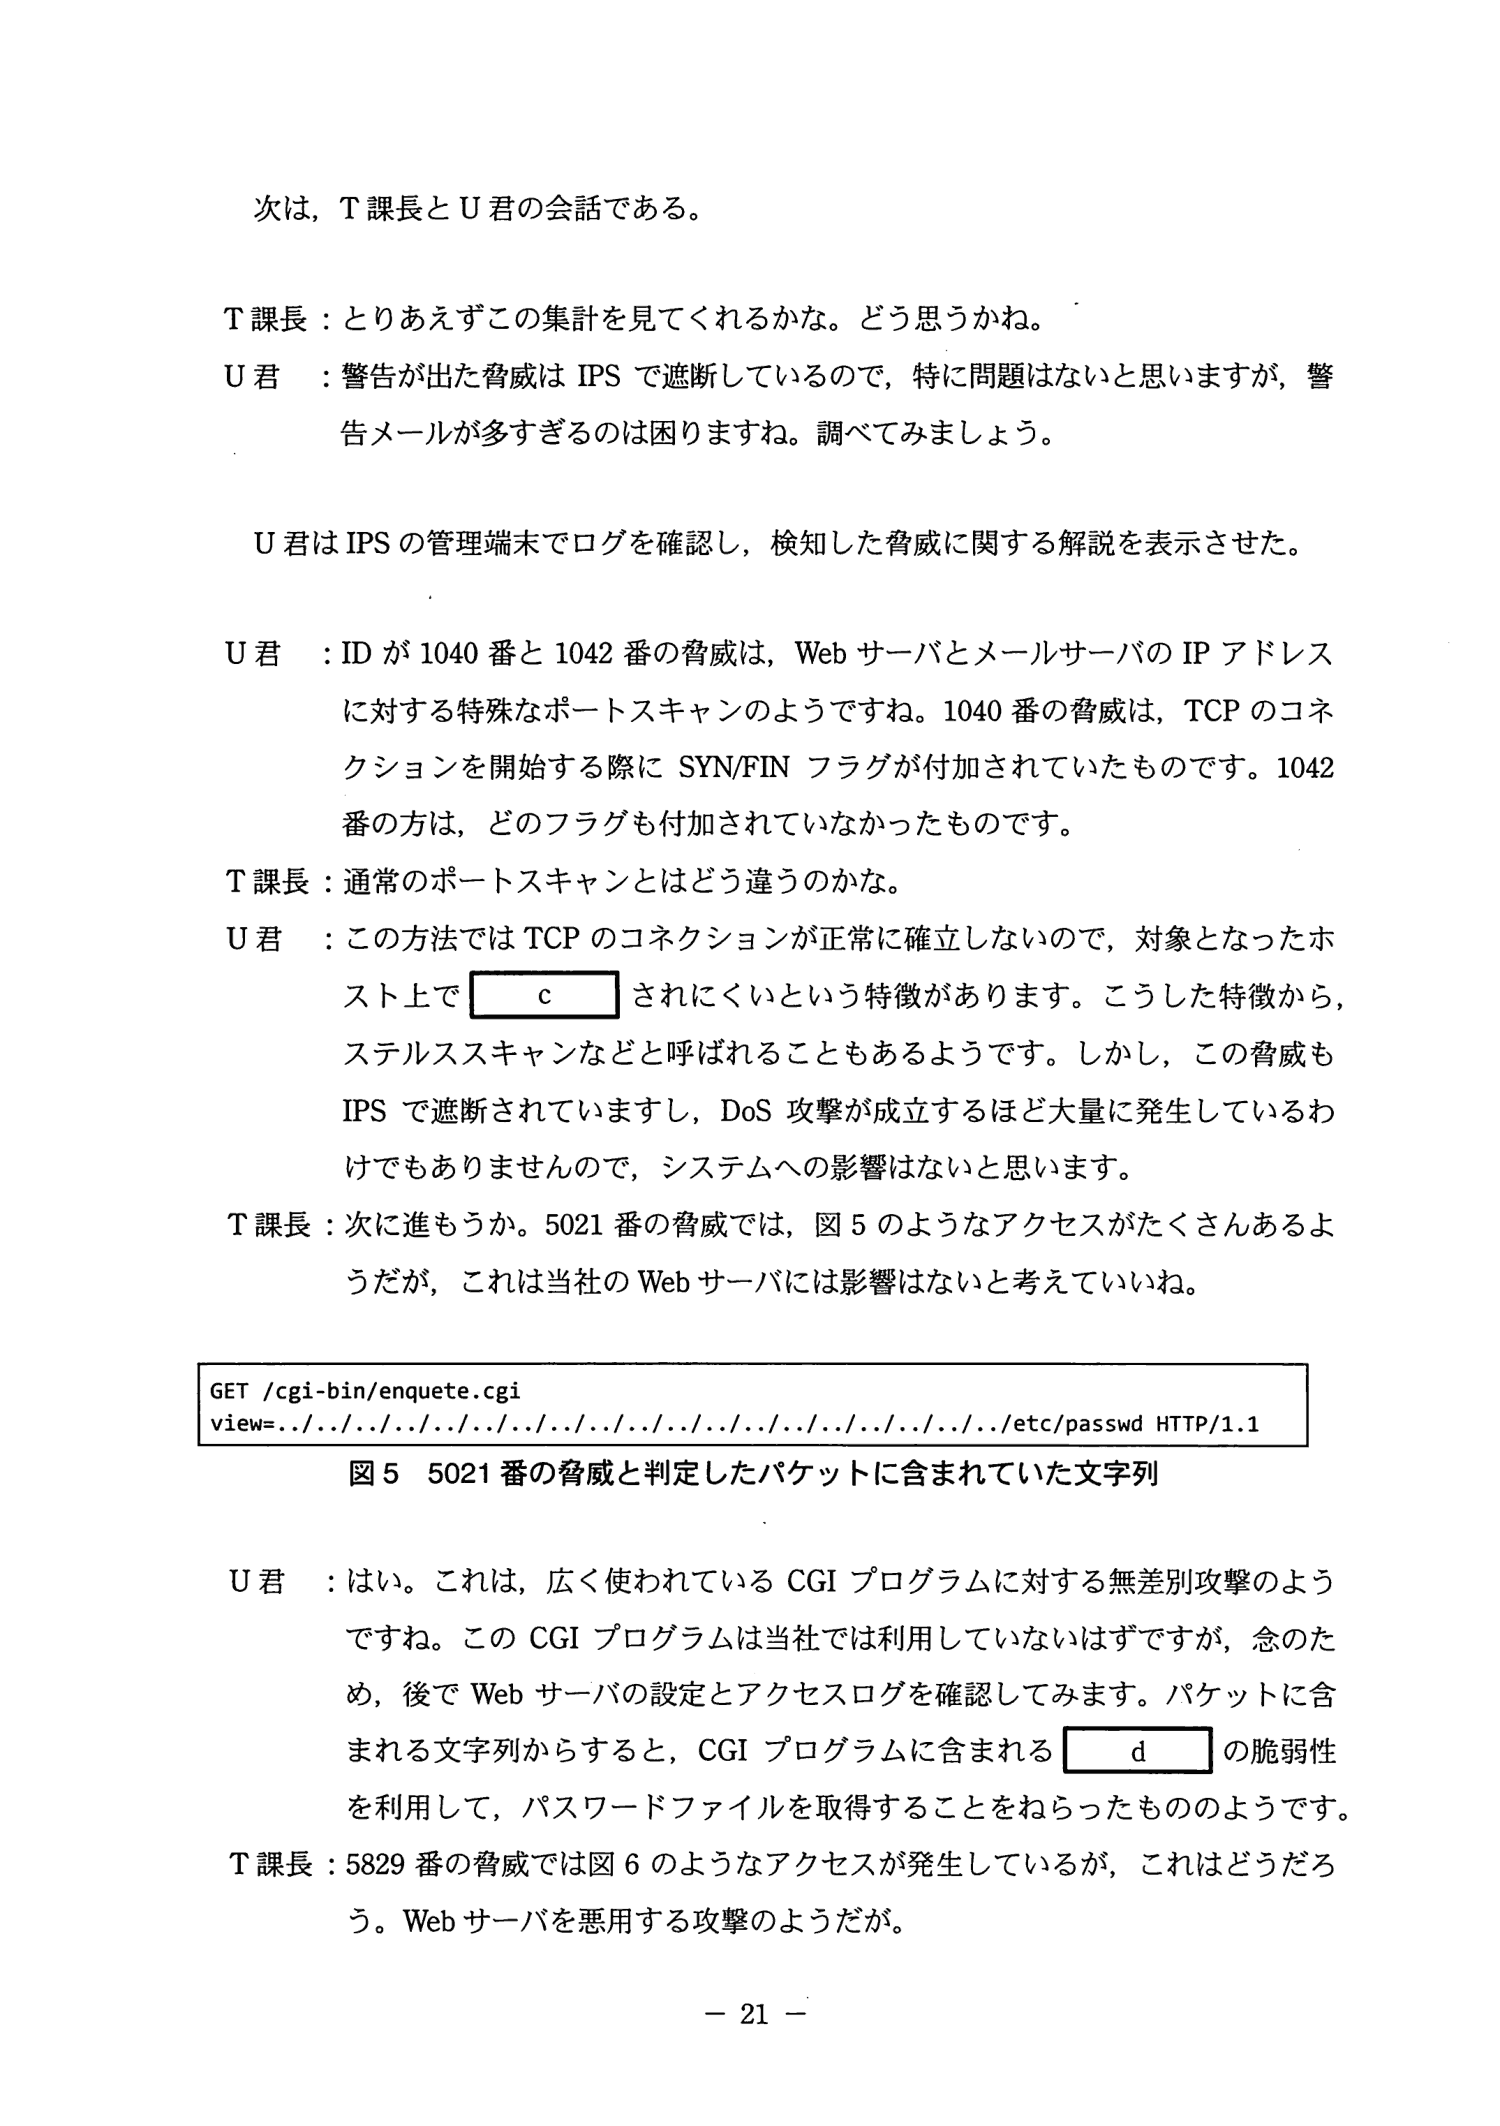 次は，T 課長と U 君の会話である。
T 課長：とりあえずこの集計を見てくれるかな。どう思うかね。
U 君　：警告が出た脅威は IPS で遮断しているので，特に問題はないと思いますが，警
告メールが多すぎるのは困りますね。調べてみましょう。
U 君は IPS の管理端末でログを確認し，検知した脅威に関する解説を表示させた。
U 君　：ID が 1040 番と 1042 番の脅威は，Web サーバとメールサーバの IP アドレス
に対する特殊なポートスキャンのようですね。1040 番の脅威は，TCP のコネ
クションを開始する際に SYN/FIN フラグが付加されていたものです。1042
番の方は，どのフラグも付加されていなかったものです。
T 課長：通常のポートスキャンとはどう違うのかな。
U 君　：この方法では TCP のコネクションが正常に確立しないので，対象となったホ
スト上で c されにくいという特徴があります。こうした特徴から，
ステルススキャンなどと呼ばれることもあるようです。しかし，この脅威も
IPS で遮断されていますし，DoS 攻撃が成立するほど大量に発生しているわ
けでもありませんので，システムへの影響はないと思います。
T 課長：次に進もうか。5021 番の脅威では，図 5 のようなアクセスがたくさんあるよ
うだが，これは当社の Web サーバには影響はないと考えていいね。
GET /cgi-bin/enquete.cgi
view=../../../../../../../../../../../../../../../../../../../etc/passwd HTTP/1.1
図 5　5021 番の脅威と判定したパケットに含まれていた文字列
U 君　：はい。これは，広く使われている CGI プログラムに対する無差別攻撃のよう
ですね。この CGI プログラムは当社では利用していないはずですが，念のた
め，後で Web サーバの設定とアクセスログを確認してみます。パケットに含
まれる文字列からすると，CGI プログラムに含まれる d の脆弱性
を利用して，パスワードファイルを取得することをねらったもののようです。
T 課長：5829 番の脅威では図 6 のようなアクセスが発生しているが，これはどうだろ
う。Web サーバを悪用する攻撃のようだが。
－ 21 －